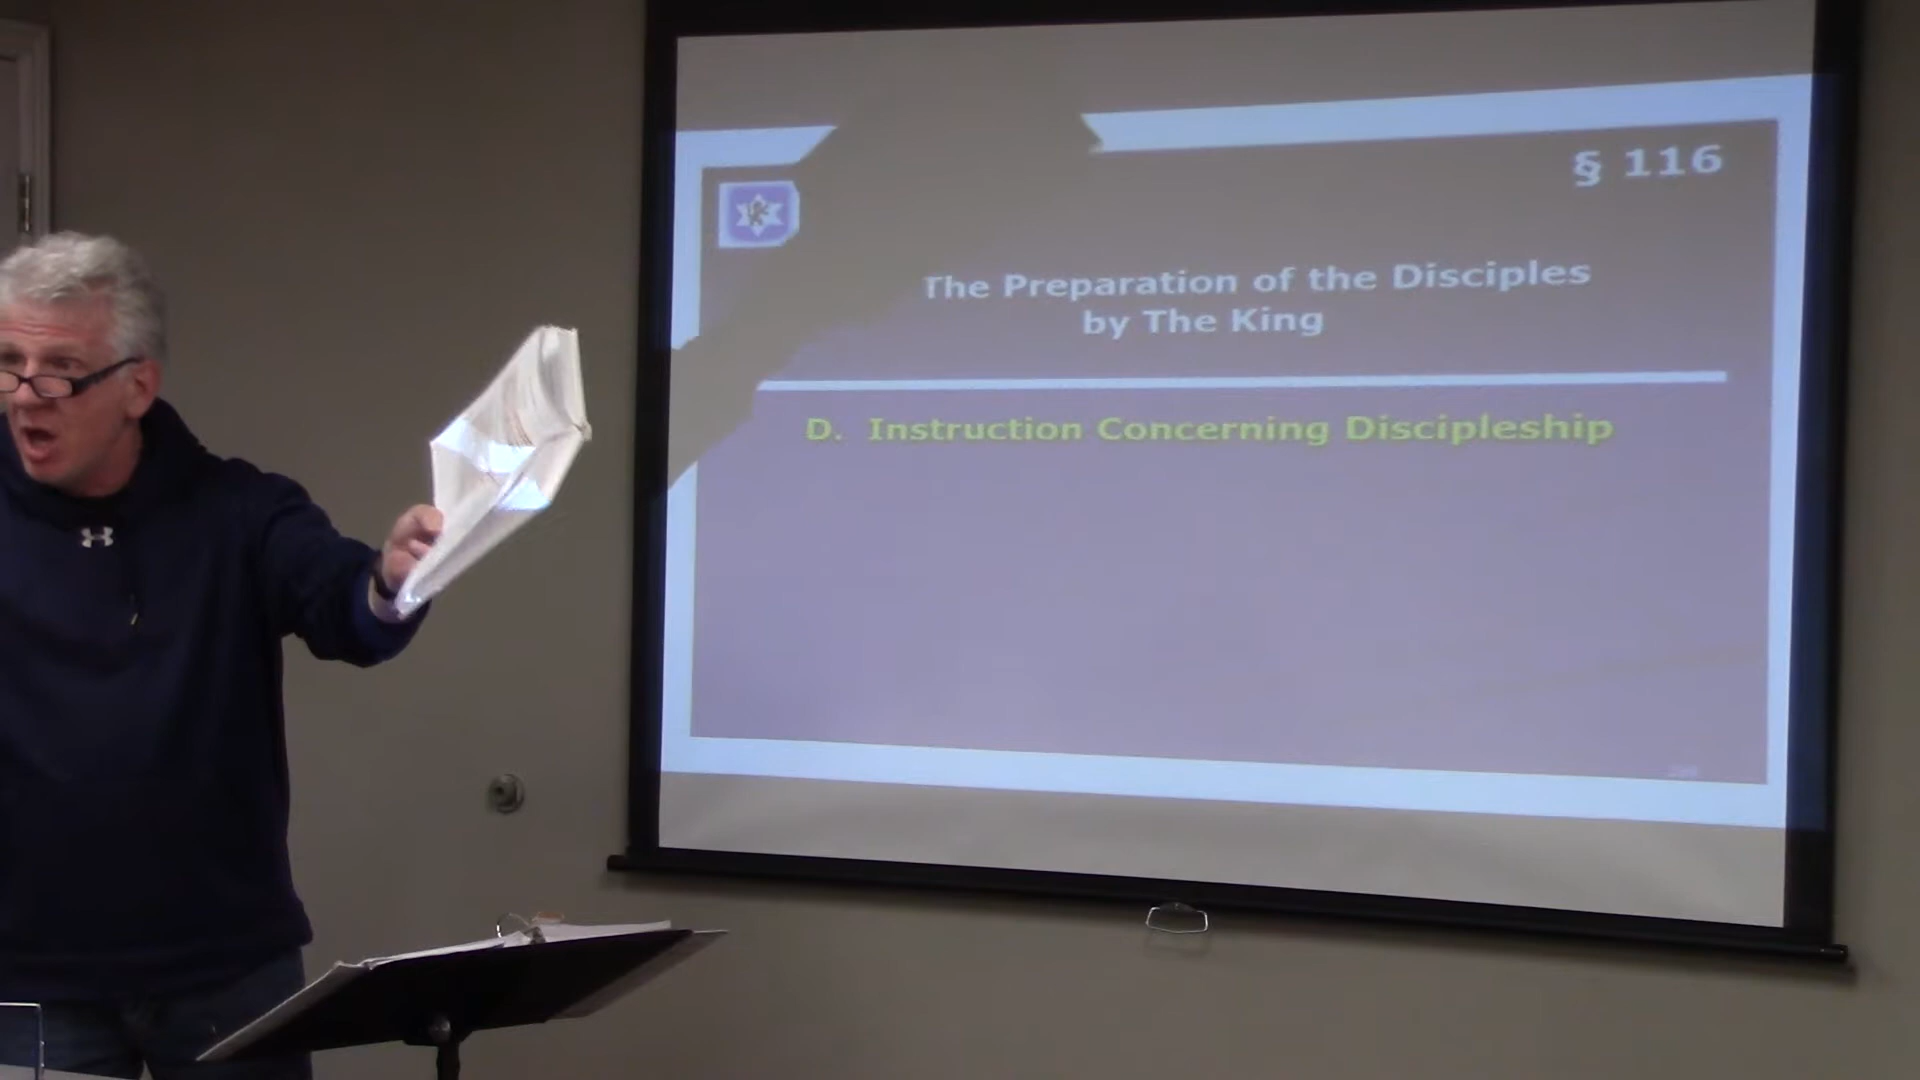 § 116
The Preparation of the Disciples
by The King
D. Instruction Concerning Discipleship